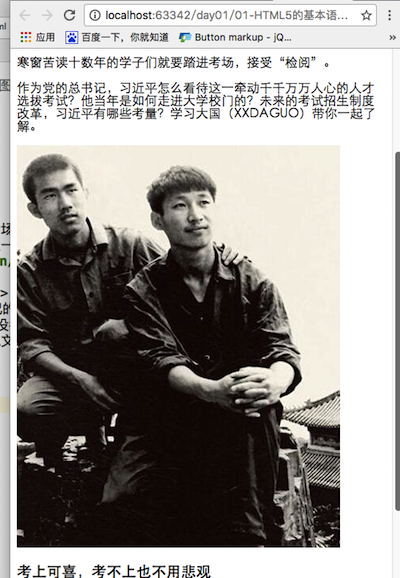 localhost:63342/day01/01-HTML5的基本语...
应用
百度一下，你就知道
Button markup - jQ...
»
寒窗苦读十数年的学子们就要踏进考场，接受“检阅”。
作为党的总书记，习近平怎么看待这一牵动千千万万人心的人才
选拔考试？他当年是如何走进大学校门的？未来的考试招生制度
改革，习近平有哪些考量？学习大国（XXDAGUO）带你一起了
解。
考上可喜，考不上也不用悲观